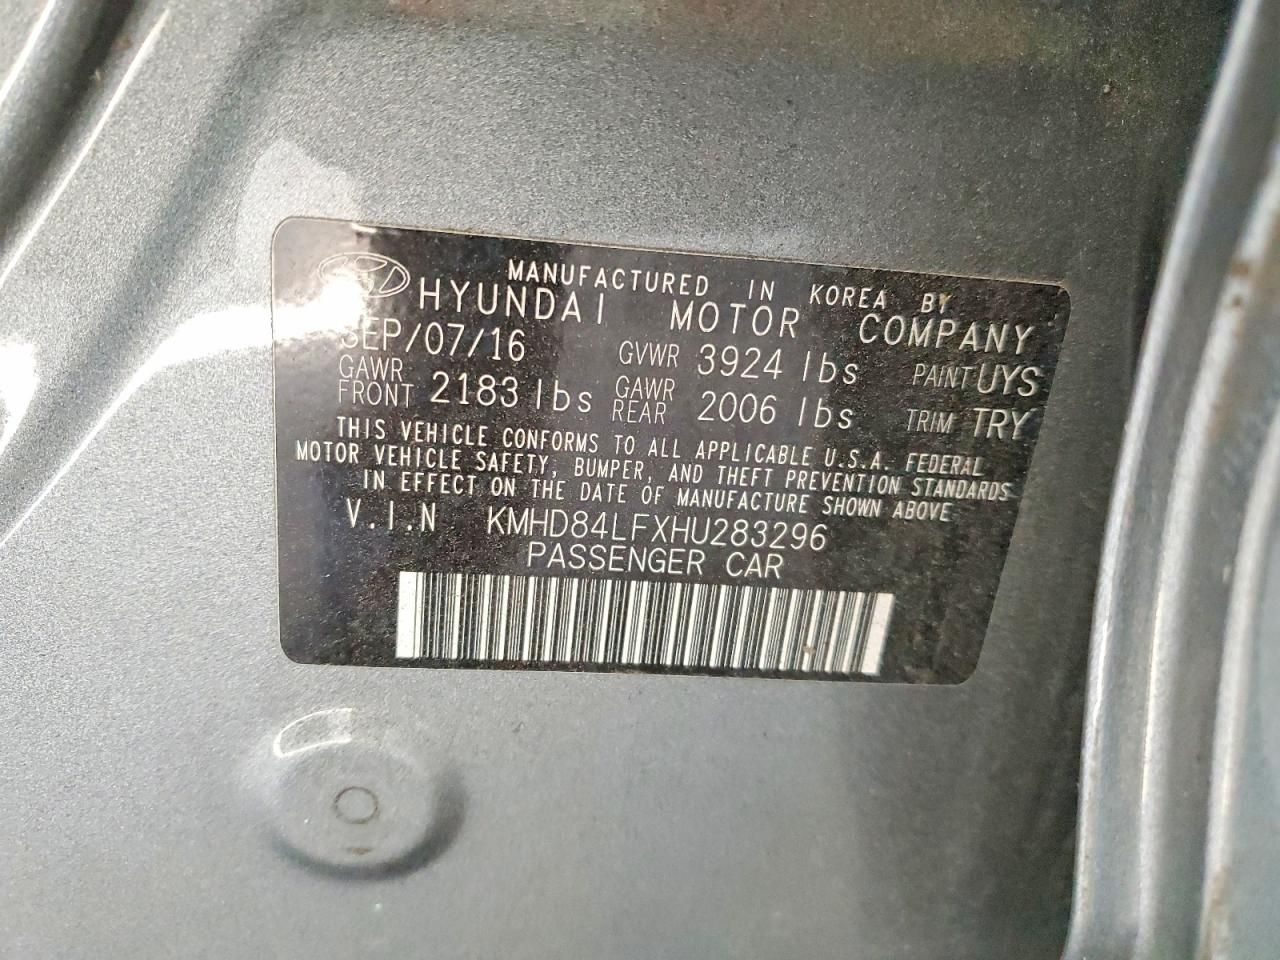 MANUFACTURED IN KOREA BY
HYUNDAI MOTOR COMPANY
SEP/07/16 GVWR 3924 lbs PAINT UYS
GAWR FRONT 2183 lbs GAWR REAR 2006 lbs TRIM TRY
THIS VEHICLE CONFORMS TO ALL APPLICABLE U.S.A. FEDERAL
MOTOR VEHICLE SAFETY, BUMPER, AND THEFT PREVENTION STANDARDS
IN EFFECT ON THE DATE OF MANUFACTURE SHOWN ABOVE
V.I.N KMHD84LFXHU283296
PASSENGER CAR